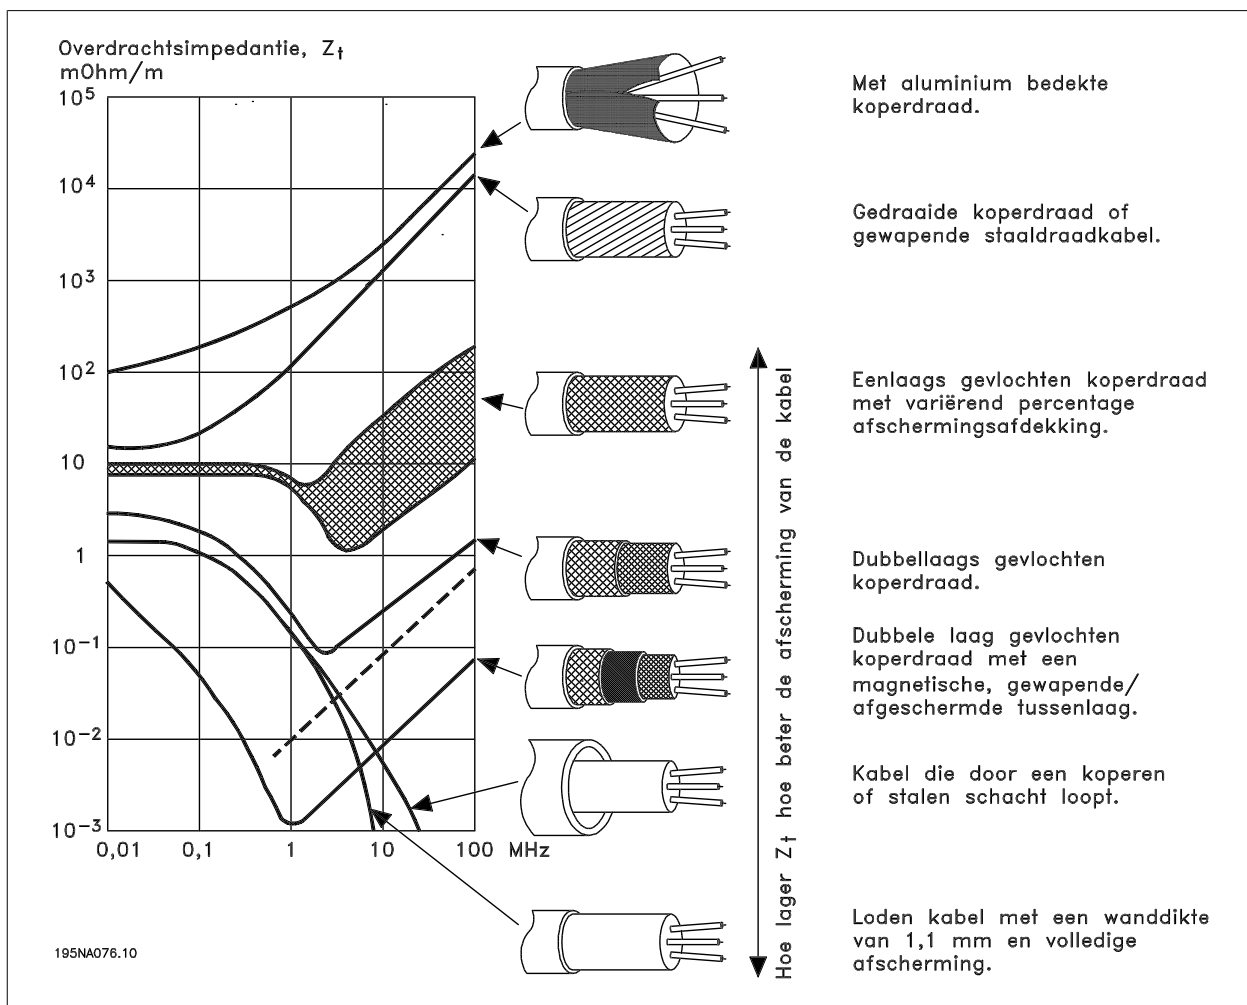 Overdrachtsimpedantie, Zt
mOhm/m
10^5
10^4
10^3
10^2
10
1
10^-1
10^-2
10^-3
0,01 0,1 1 10 100 MHz
Met aluminium bedekte
koperdraad.
Gedraaide koperdraad of
gewapende staaldraadkabel.
Eenlaags gevlochten koperdraad
met variërend percentage
afschermingsafdekking.
Dubbellaags gevlochten
koperdraad.
Dubbele laag gevlochten
koperdraad met een
magnetische, gewapende/
afgeschermde tussenlaag.
Kabel die door een koperen
of stalen schacht loopt.
Loden kabel met een wanddikte
van 1,1 mm en volledige
afscherming.
Hoe lager Zt hoe beter de afscherming van de kabel
195NA076.10